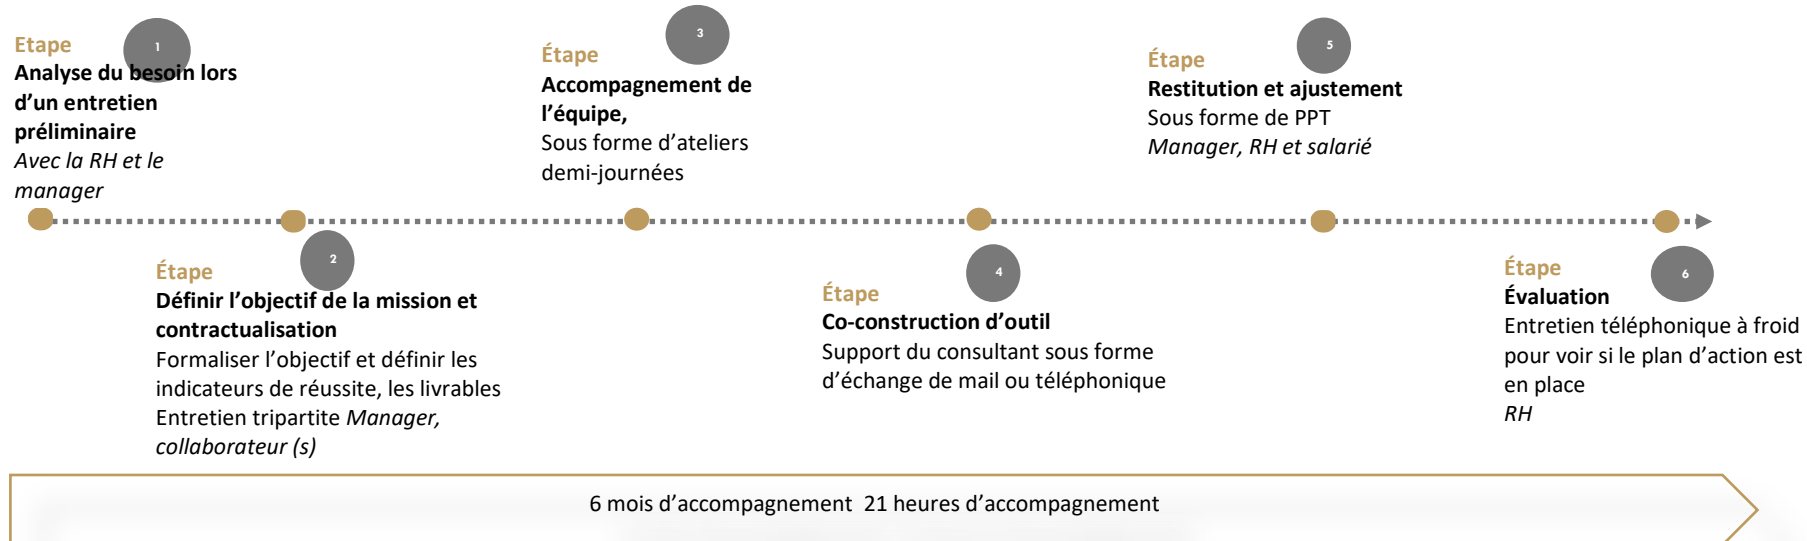 Etape
1
Analyse du besoin lors
d’un entretien
préliminaire
Avec la RH et le
manager
Étape
2
Définir l’objectif de la mission et
contractualisation
Formaliser l’objectif et définir les
indicateurs de réussite, les livrables
Entretien tripartite Manager,
collaborateur (s)
3
Étape
Accompagnement de
l’équipe,
Sous forme d’ateliers
demi-journées
4
Étape
Co-construction d’outil
Support du consultant sous forme
d’échange de mail ou téléphonique
5
Étape
Restitution et ajustement
Sous forme de PPT
Manager, RH et salarié
Étape
6
Évaluation
Entretien téléphonique à froid
pour voir si le plan d’action est
en place
RH
6 mois d’accompagnement  21 heures d’accompagnement